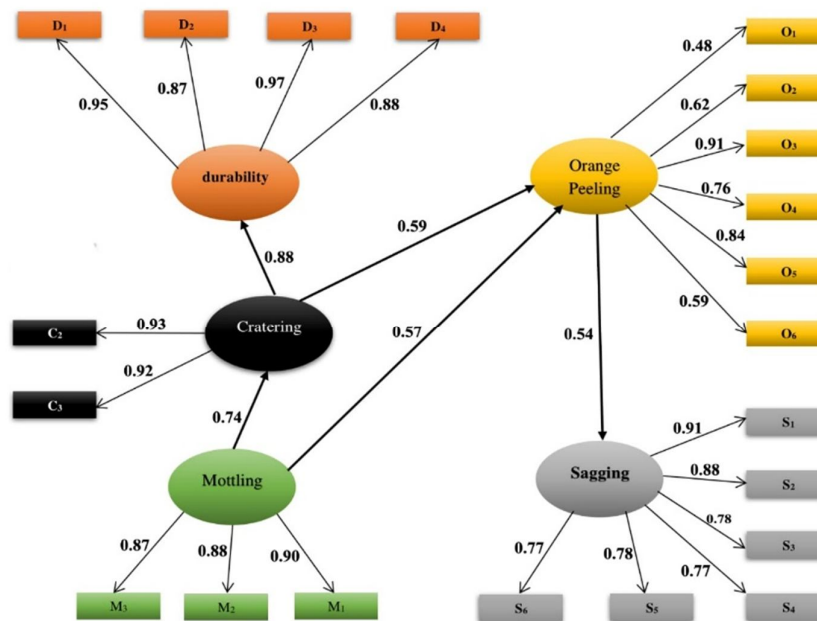 D₁
D₂
D₃
D₄
0.95
0.87
0.97
0.88
durability
0.88
0.59
0.93
C₂
Cratering
0.92
C₃
0.74
0.57
Mottling
0.87
0.88
0.90
M₃
M₂
M₁
Orange
Peeling
0.48
O₁
0.62
O₂
0.91
O₃
0.76
O₄
0.84
O₅
0.59
O₆
0.54
Sagging
0.91
S₁
0.88
S₂
0.78
S₃
0.77
S₄
0.78
S₅
0.77
S₆